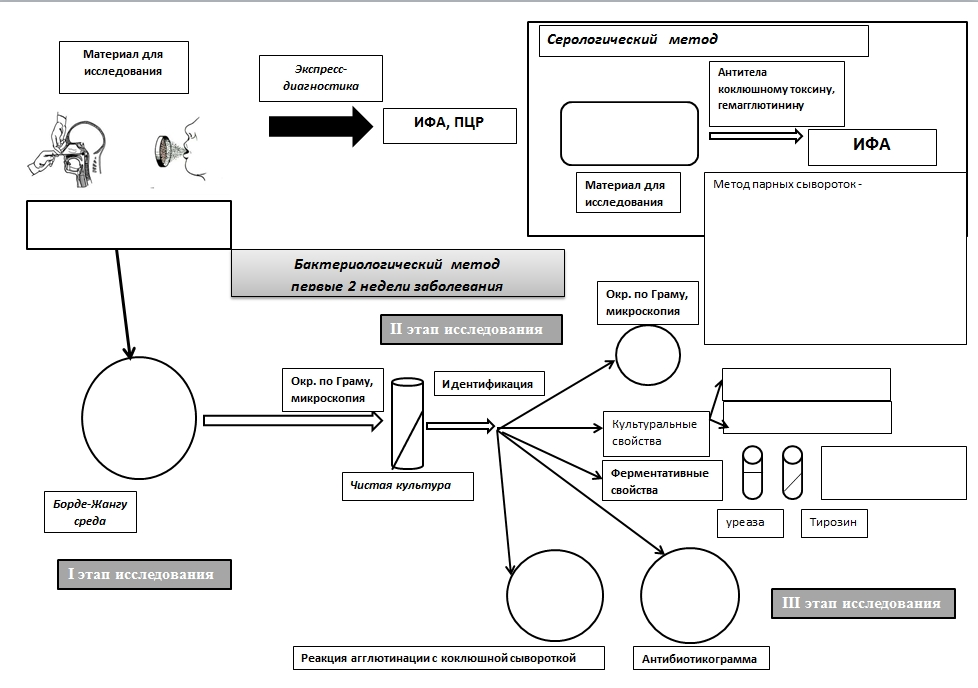 Материал для
исследования
Экспресс-
диагностика
ИФА, ПЦР
Серологический метод
Антитела
коклюшному токсину,
гемагглютинину
ИФА
Материал для
исследования
Метод парных сывороток -
Бактериологический метод
первые 2 недели заболевания
II этап исследования
Окр. по Граму,
микроскопия
Окр. по Граму,
микроскопия
Идентификация
Чистая культура
Культуральные
свойства
Ферментативные
свойства
уреаза
Тирозин
Борде-Жангу
среда
I этап исследования
III этап исследования
Реакция агглютинации с коклюшной сывороткой
Антибиотикограмма